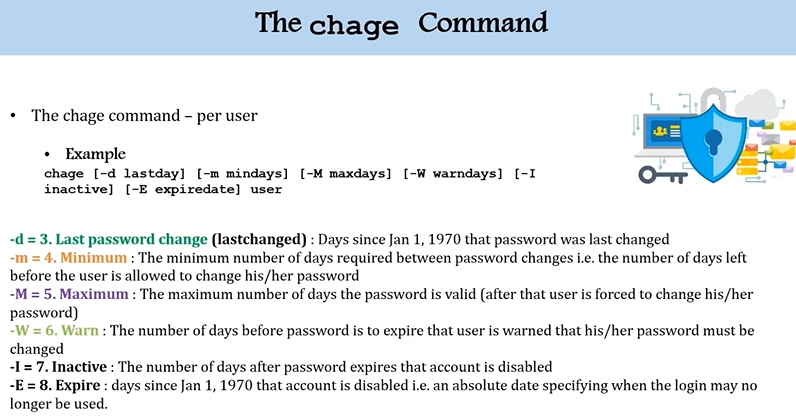 The chage Command
• The chage command – per user
• Example
chage [-d lastday] [-m mindays] [-M maxdays] [-W warndays] [-I
inactive] [-E expiredate] user
-d = 3. Last password change (lastchanged) : Days since Jan 1, 1970 that password was last changed
-m = 4. Minimum : The minimum number of days required between password changes i.e. the number of days left
before the user is allowed to change his/her password
-M = 5. Maximum : The maximum number of days the password is valid (after that user is forced to change his/her
password)
-W = 6. Warn : The number of days before password is to expire that user is warned that his/her password must be
changed
-I = 7. Inactive : The number of days after password expires that account is disabled
-E = 8. Expire : days since Jan 1, 1970 that account is disabled i.e. an absolute date specifying when the login may no
longer be used.